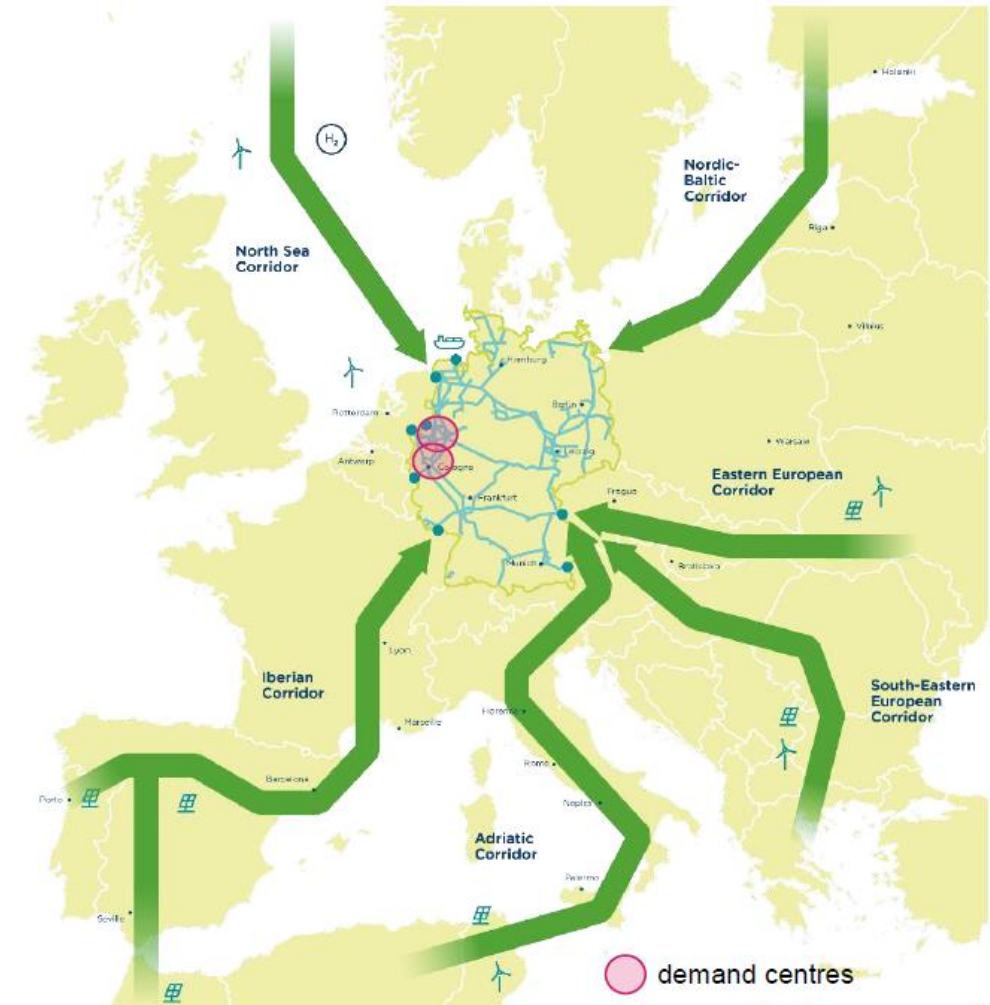 Helsinki
H₂
Nordic-
Baltic
Corridor
Riga
North Sea
Corridor
Vilnius
Hamburg
Berlin
Rotterdam
Warsaw
Antwerp
Leipzig
Cologne
Eastern European
Corridor
Prague
Frankfurt
Munich
Bratislava
Lyon
Iberian
Corridor
South-Eastern
European
Corridor
Florence
Marseille
Rome
Barcelona
Porto
Naples
Adriatic
Corridor
Palermo
Seville
demand centres